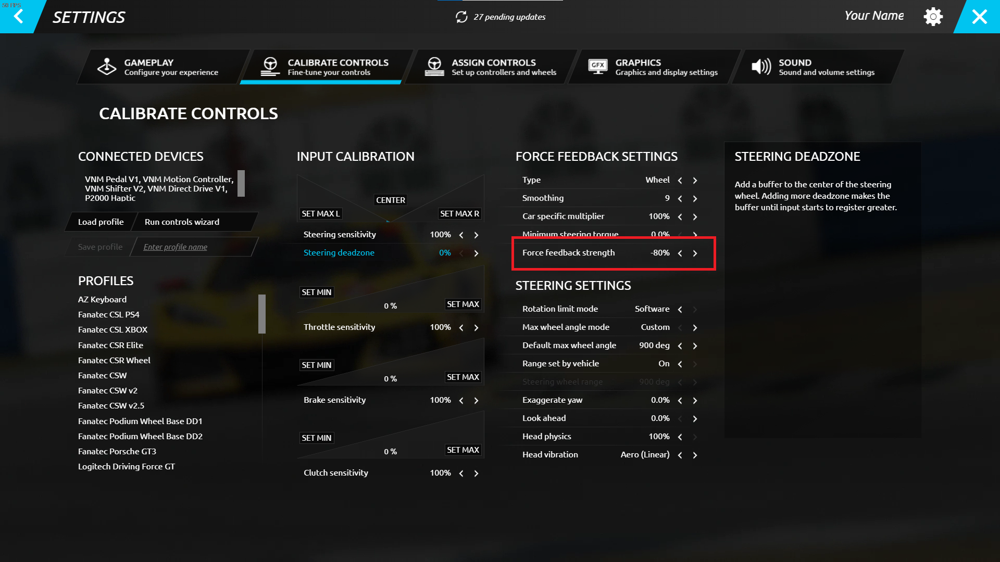 58 FPS
SETTINGS
27 pending updates
Your Name
GAMEPLAY
Configure your experience
CALIBRATE CONTROLS
Fine-tune your controls
ASSIGN CONTROLS
Set up controllers and wheels
GFX
GRAPHICS
Graphics and display settings
SOUND
Sound and volume settings
CALIBRATE CONTROLS
CONNECTED DEVICES
VNM Pedal V1, VNM Motion Controller,
VNM Shifter V2, VNM Direct Drive V1,
P2000 Haptic
Load profile
Run controls wizard
Save profile
Enter profile name
PROFILES
AZ Keyboard
Fanatec CSL PS4
Fanatec CSL XBOX
Fanatec CSR Elite
Fanatec CSR Wheel
Fanatec CSW
Fanatec CSW v2
Fanatec CSW v2.5
Fanatec Podium Wheel Base DD1
Fanatec Podium Wheel Base DD2
Fanatec Porsche GT3
Logitech Driving Force GT
INPUT CALIBRATION
CENTER
SET MAX L
SET MAX R
Steering sensitivity 100%
Steering deadzone 0%
SET MIN
0 %
SET MAX
Throttle sensitivity 100%
SET MIN
0 %
SET MAX
Brake sensitivity 100%
SET MIN
0 %
SET MAX
Clutch sensitivity 100%
FORCE FEEDBACK SETTINGS
Type Wheel
Smoothing 9
Car specific multiplier 100%
Minimum steering torque 0.0%
Force feedback strength -80%
STEERING SETTINGS
Rotation limit mode Software
Max wheel angle mode Custom
Default max wheel angle 900 deg
Range set by vehicle On
Steering wheel range 900 deg
Exaggerate yaw 0.0%
Look ahead 0.0%
Head physics 100%
Head vibration Aero (Linear)
STEERING DEADZONE
Add a buffer to the center of the steering
wheel. Adding more deadzone makes the
buffer until input starts to register greater.